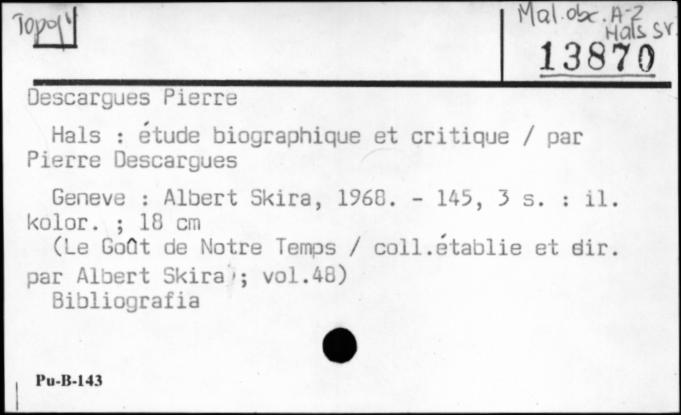 Mal. obc. A-Z
Hals
13870
Descargues Pierre
Hals : étude biographique et critique / par
Pierre Descargues
Geneve : Albert Skira, 1968. - 145, 3 s. : il.
kolor. ; 18 cm
(Le Goût de Notre Temps / coll.établie et dir.
par Albert Skira ; vol.48)
Bibliografia
Pu-B-143